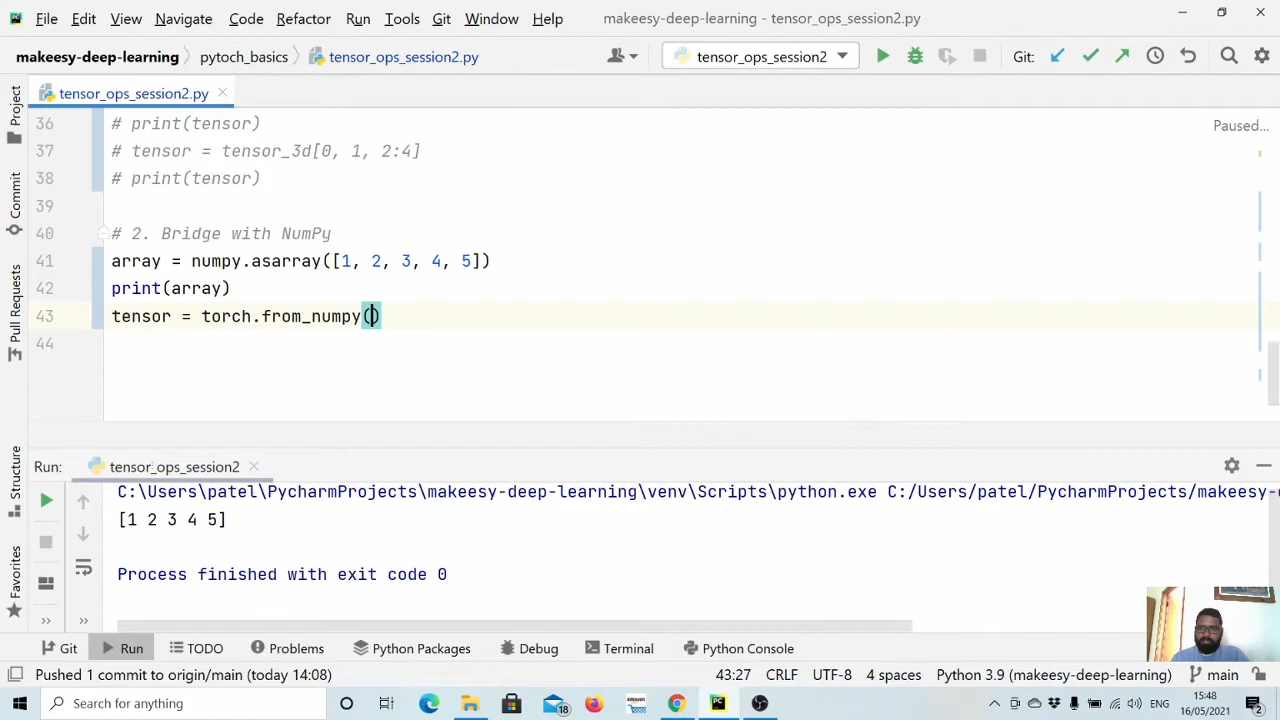 File Edit View Navigate Code Refactor Run Tools Git Window Help makeesy-deep-learning - tensor_ops_session2.py
makeesy-deep-learning pytoch_basics tensor_ops_session2.py tensor_ops_session2 Git:
tensor_ops_session2.py
Project
Commit
Pull Requests
Structure
Favorites
Paused...
36 # print(tensor)
37 # tensor = tensor_3d[0, 1, 2:4]
38 # print(tensor)
39
40 # 2. Bridge with NumPy
41 array = numpy.asarray([1, 2, 3, 4, 5])
42 print(array)
43 tensor = torch.from_numpy()
44
Run: tensor_ops_session2
C:\Users\patel\PycharmProjects\makeesy-deep-learning\venv\Scripts\python.exe C:/Users/patel/PycharmProjects/makeesy-d
[1 2 3 4 5]
Process finished with exit code 0
Git Run TODO Problems Python Packages Debug Terminal Python Console
Pushed 1 commit to origin/main (today 14:08) 43:27 CRLF UTF-8 4 spaces Python 3.9 (makeesy-deep-learning) main
Search for anything 18 amazon PC ENG 15:48
16/05/2021 2